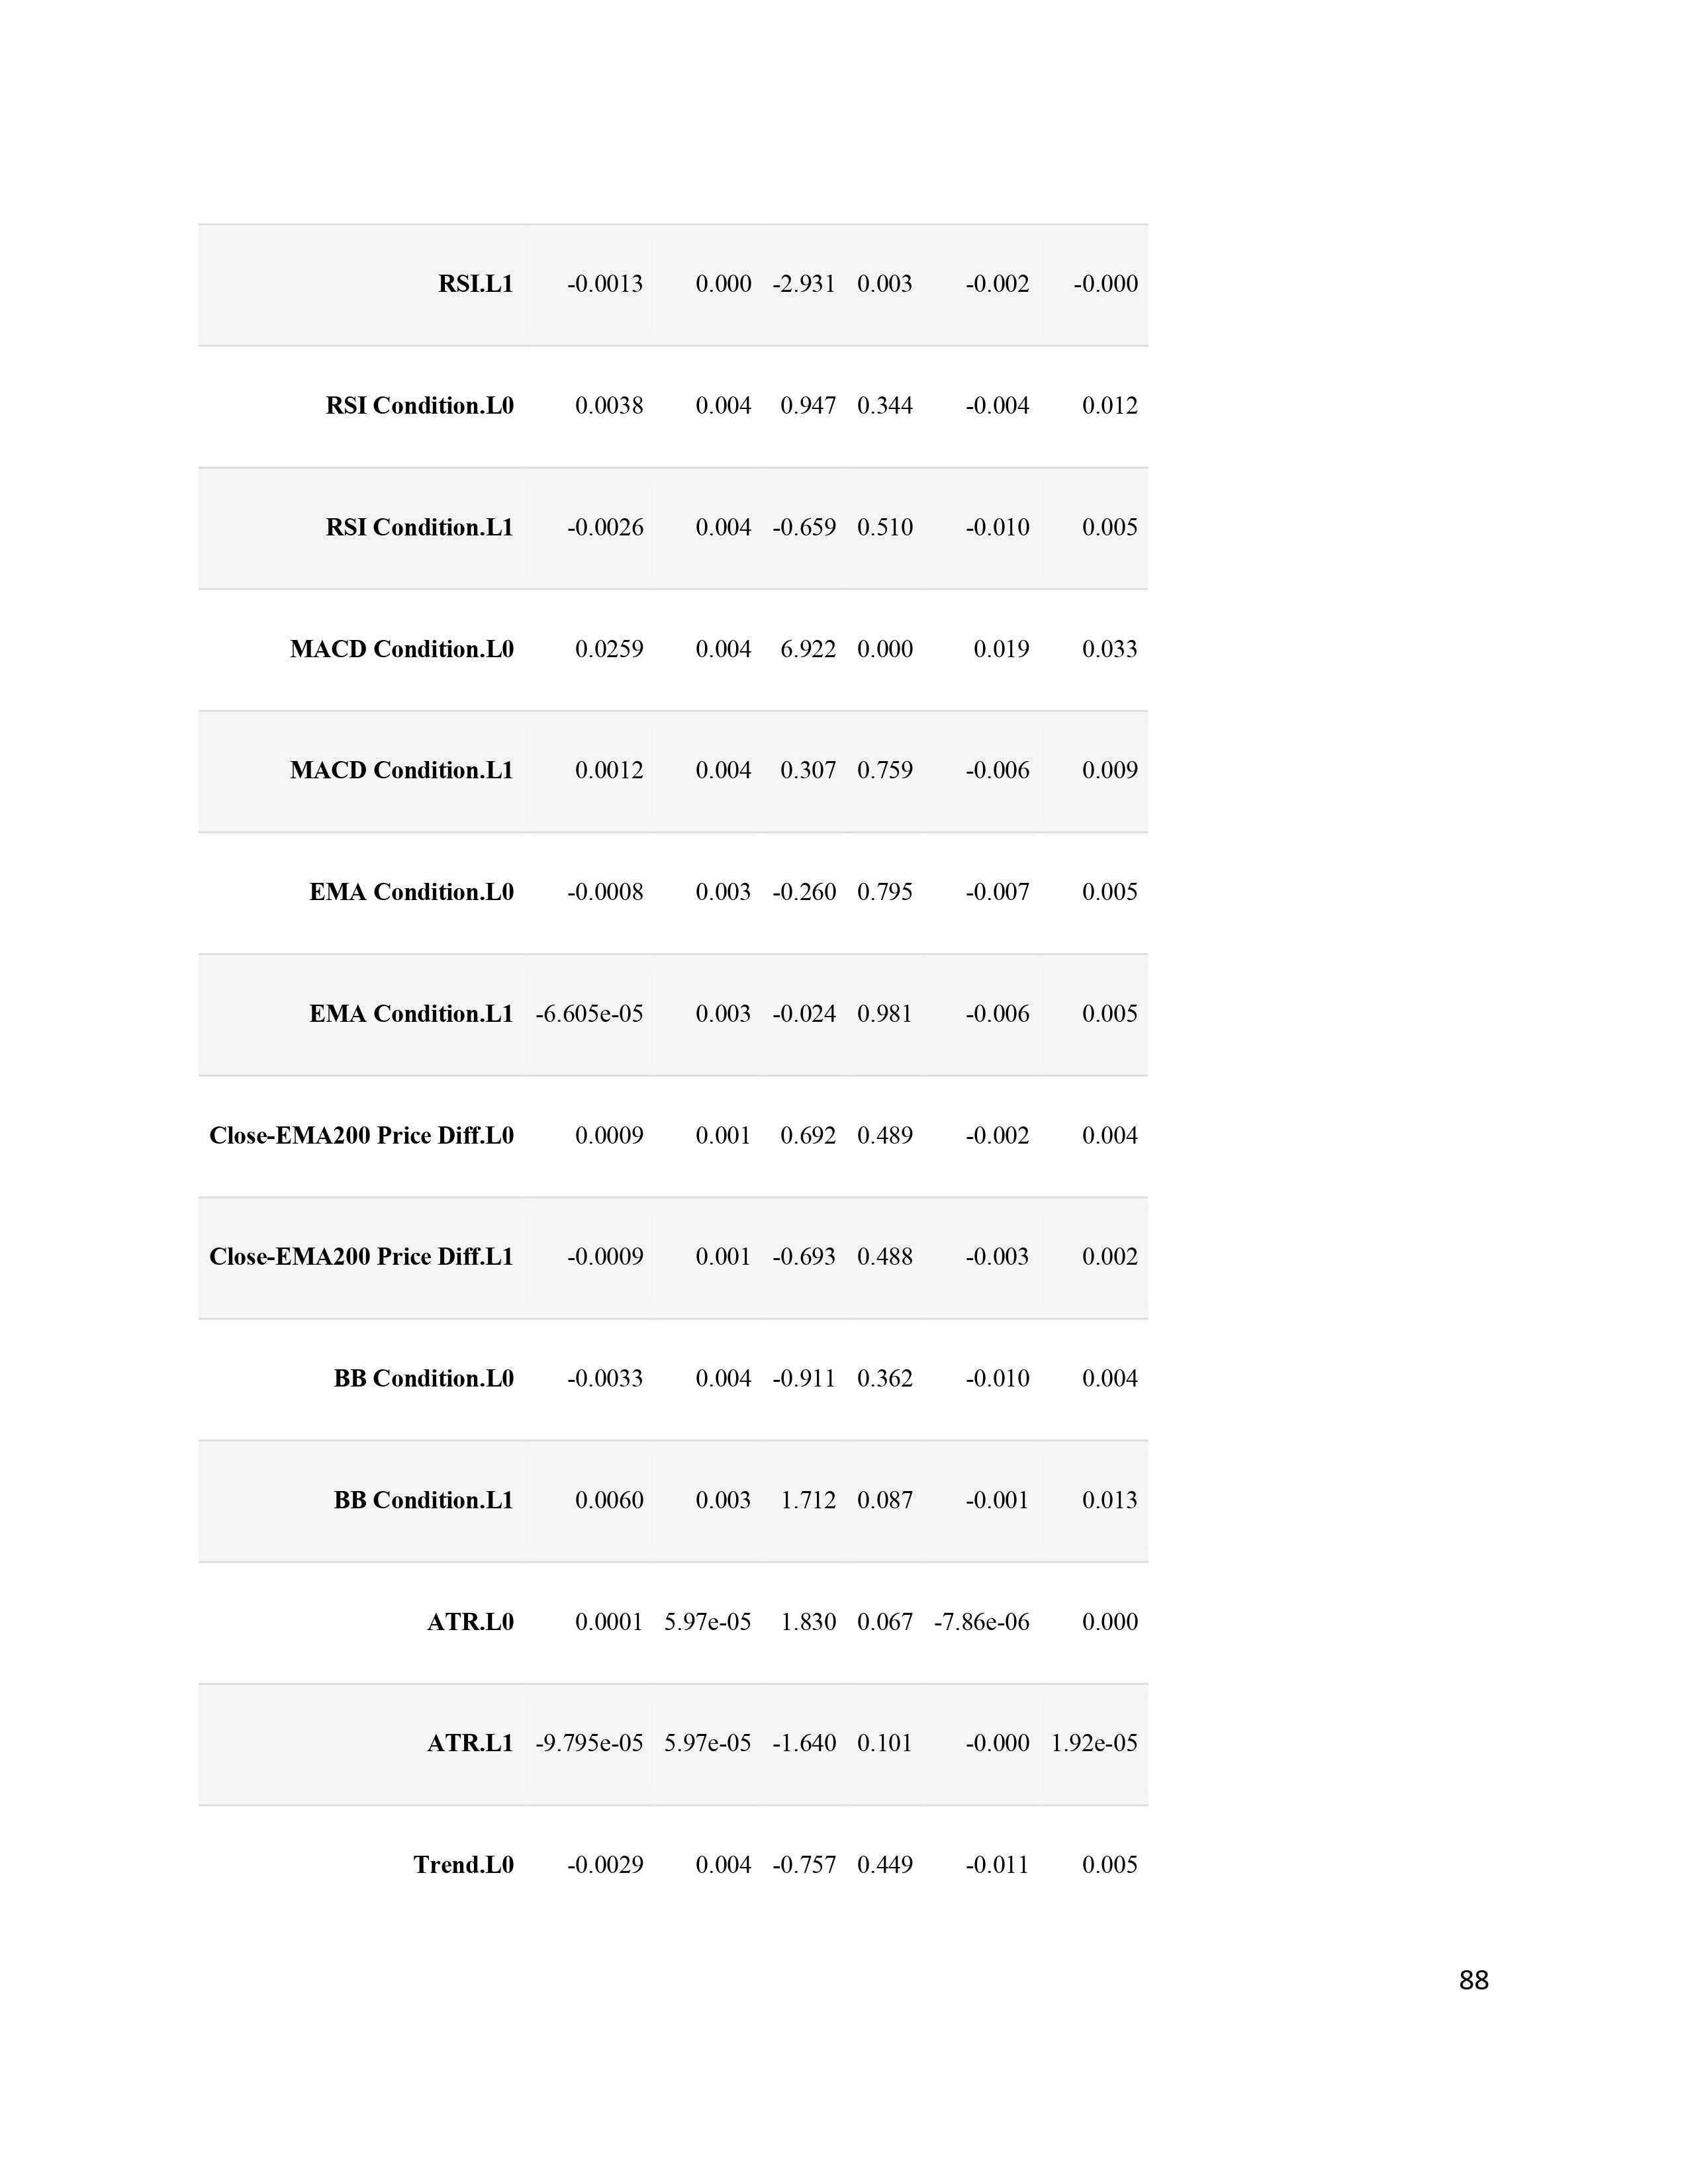 RSI.L1 -0.0013 0.000 -2.931 0.003 -0.002 -0.000
RSI Condition.L0 0.0038 0.004 0.947 0.344 -0.004 0.012
RSI Condition.L1 -0.0026 0.004 -0.659 0.510 -0.010 0.005
MACD Condition.L0 0.0259 0.004 6.922 0.000 0.019 0.033
MACD Condition.L1 0.0012 0.004 0.307 0.759 -0.006 0.009
EMA Condition.L0 -0.0008 0.003 -0.260 0.795 -0.007 0.005
EMA Condition.L1 -6.605e-05 0.003 -0.024 0.981 -0.006 0.005
Close-EMA200 Price Diff.L0 0.0009 0.001 0.692 0.489 -0.002 0.004
Close-EMA200 Price Diff.L1 -0.0009 0.001 -0.693 0.488 -0.003 0.002
BB Condition.L0 -0.0033 0.004 -0.911 0.362 -0.010 0.004
BB Condition.L1 0.0060 0.003 1.712 0.087 -0.001 0.013
ATR.L0 0.0001 5.97e-05 1.830 0.067 -7.86e-06 0.000
ATR.L1 -9.795e-05 5.97e-05 -1.640 0.101 -0.000 1.92e-05
Trend.L0 -0.0029 0.004 -0.757 0.449 -0.011 0.005
88